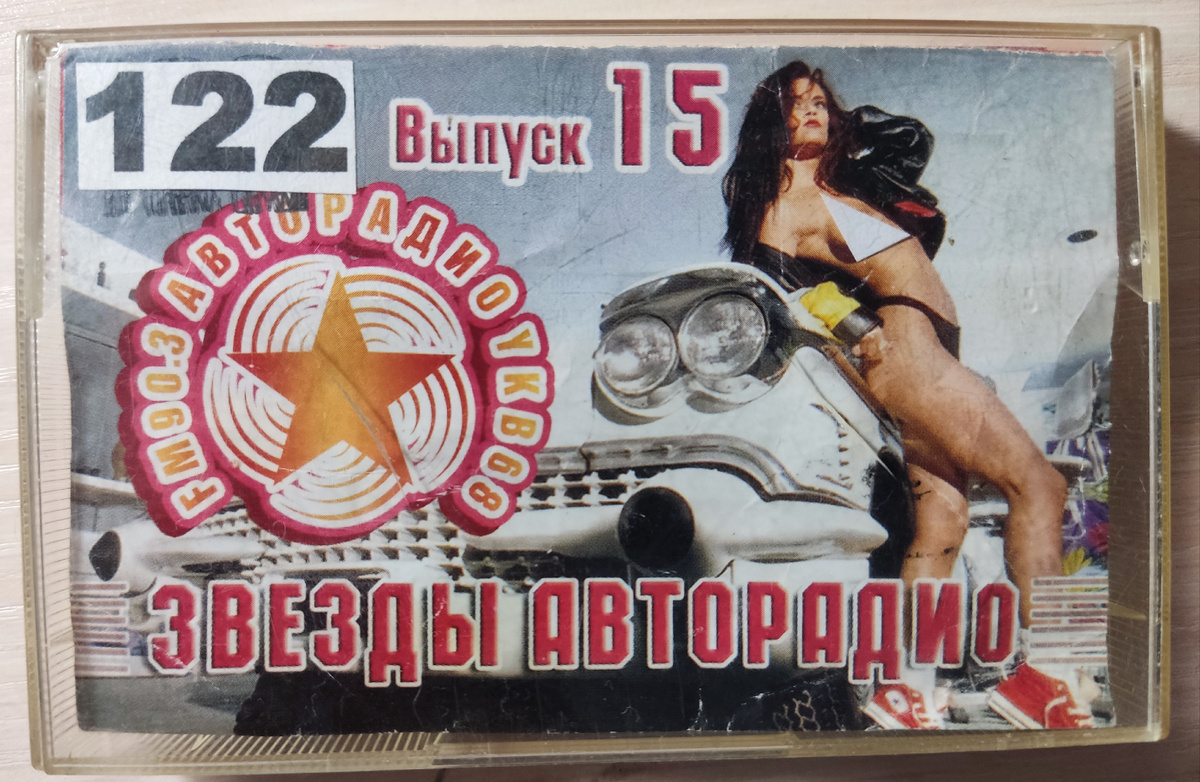 122
Выпуск 15
FM90.3 АВТОРАДИО УКВ68
ЗВЕЗДЫ АВТОРАДИО